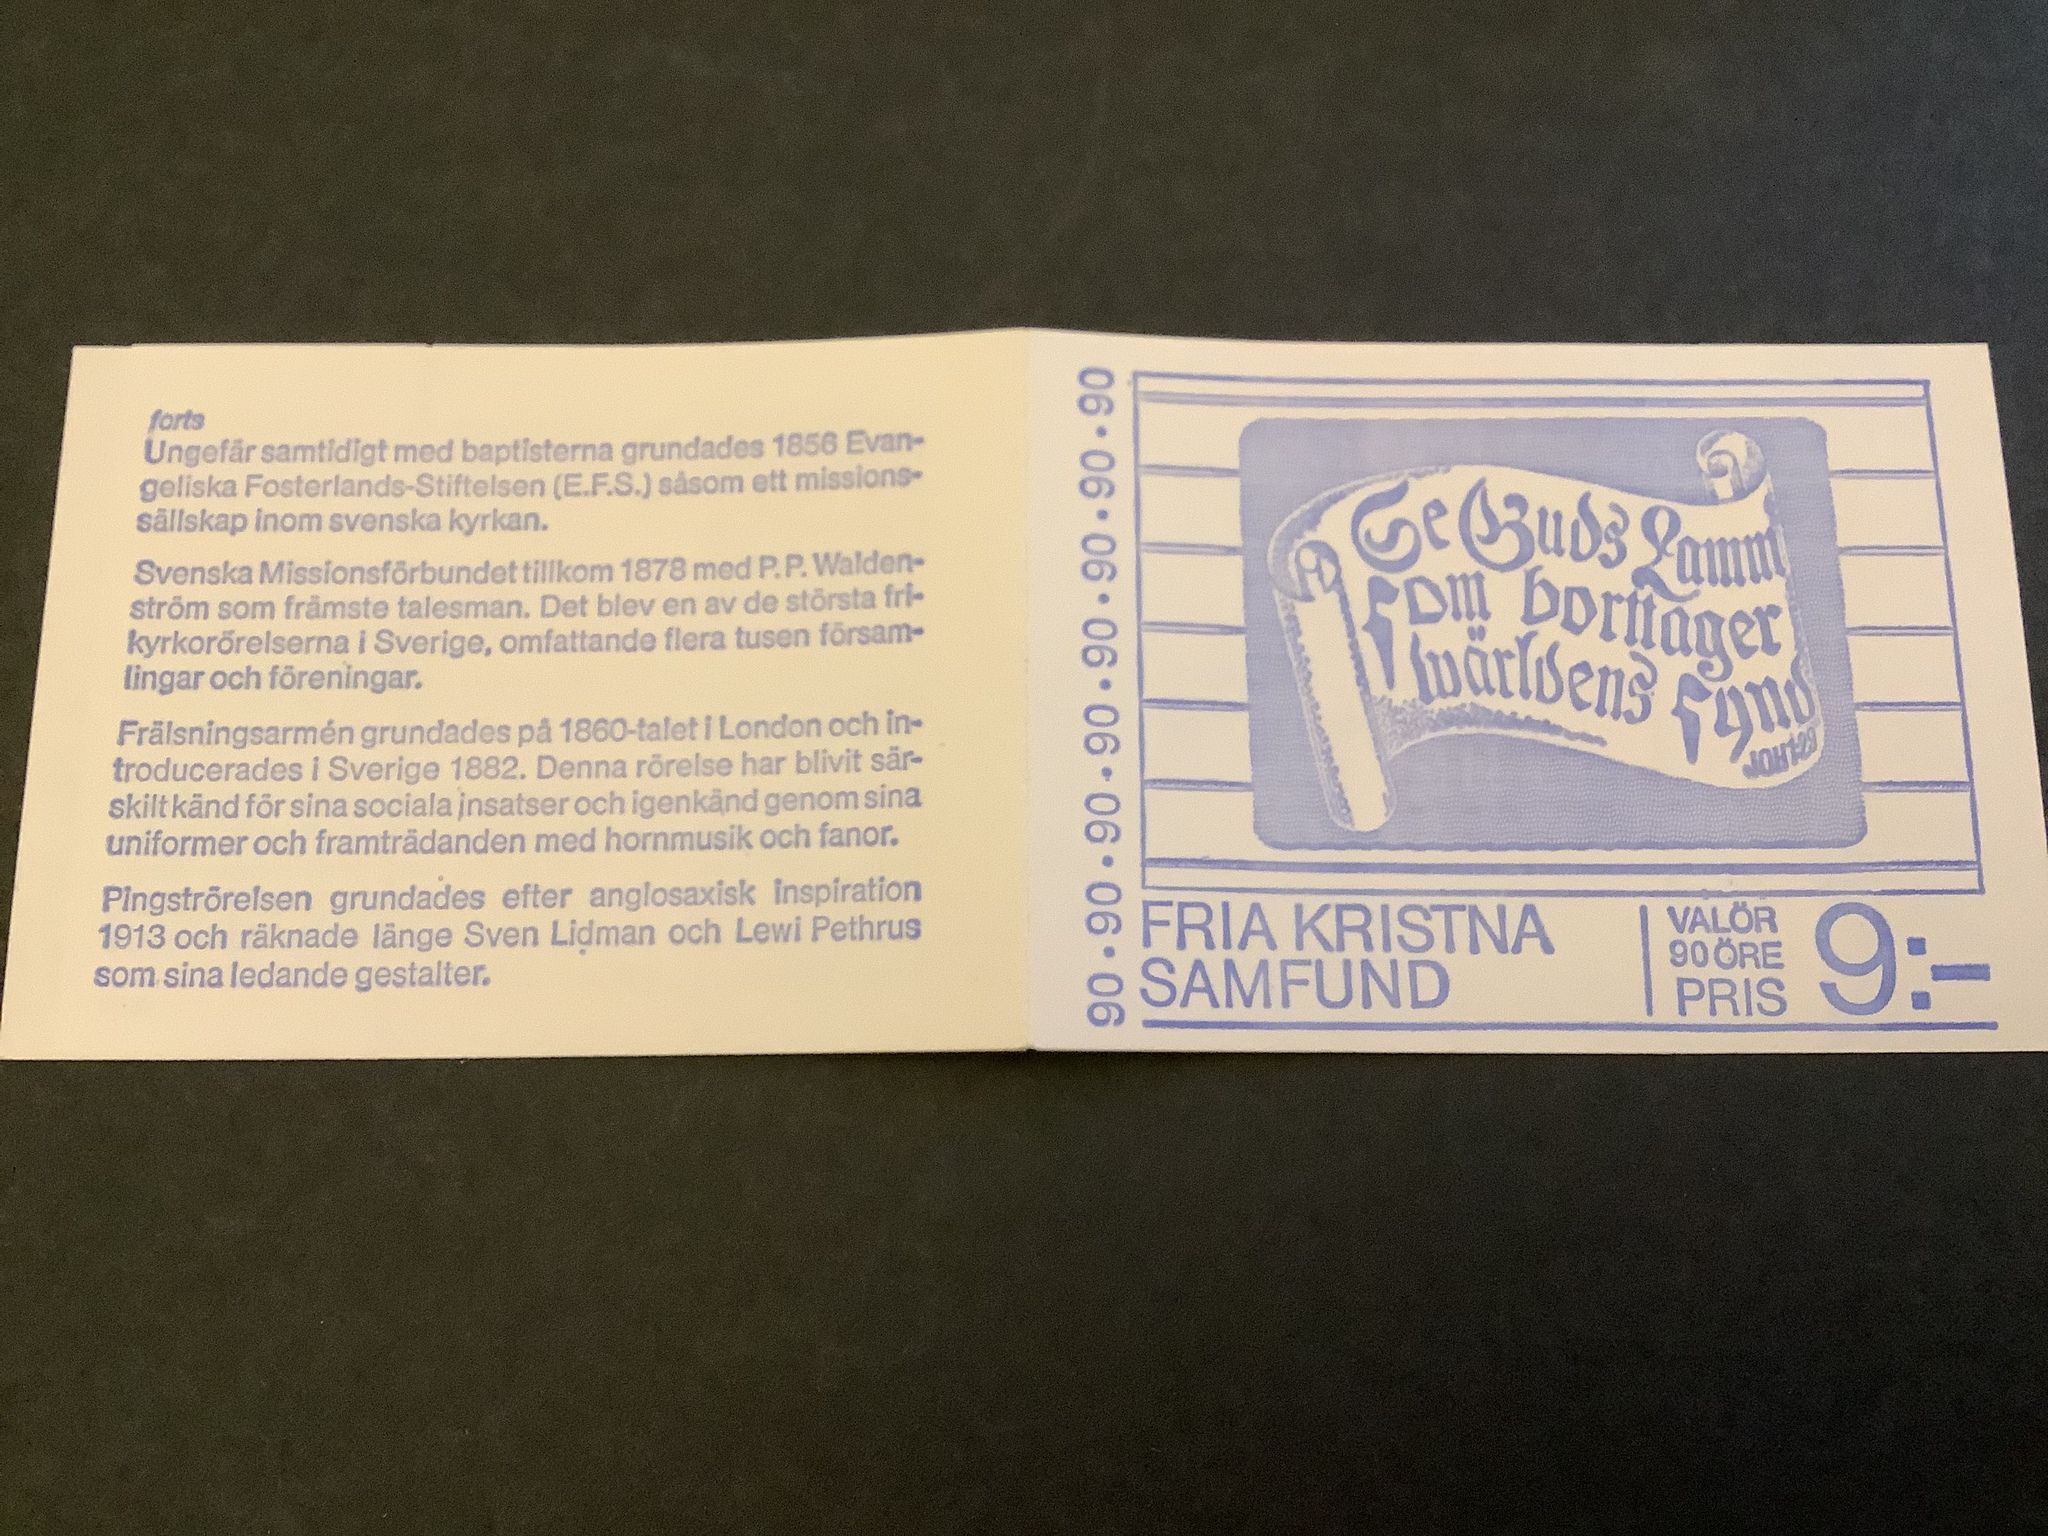 forts
Ungefär samtidigt med baptisterna grundades 1856 Evan-
geliska Fosterlands-Stiftelsen (E.F.S.) såsom ett missions-
sällskap inom svenska kyrkan.
Svenska Missionsförbundet tillkom 1878 med P.P. Walden-
ström som främste talesman. Det blev en av de största fri-
kyrkorörelserna i Sverige, omfattande flera tusen försam-
lingar och föreningar.
Frälsningsarmén grundades på 1860-talet i London och in-
troducerades i Sverige 1882. Denna rörelse har blivit sär-
skilt känd för sina sociala insatser och igenkänd genom sina
uniformer och framträdanden med hornmusik och fanor.
Pingströrelsen grundades efter anglosaxisk inspiration
1913 och räknade länge Sven Lidman och Lewi Pethrus
som sina ledande gestalter.
90•90•90•90•90•90•90•90
Se Guds Lamm
som borttager
wärldens synd
JOH 1:29
FRIA KRISTNA
SAMFUND
VALÖR
90 ÖRE
PRIS
9:-